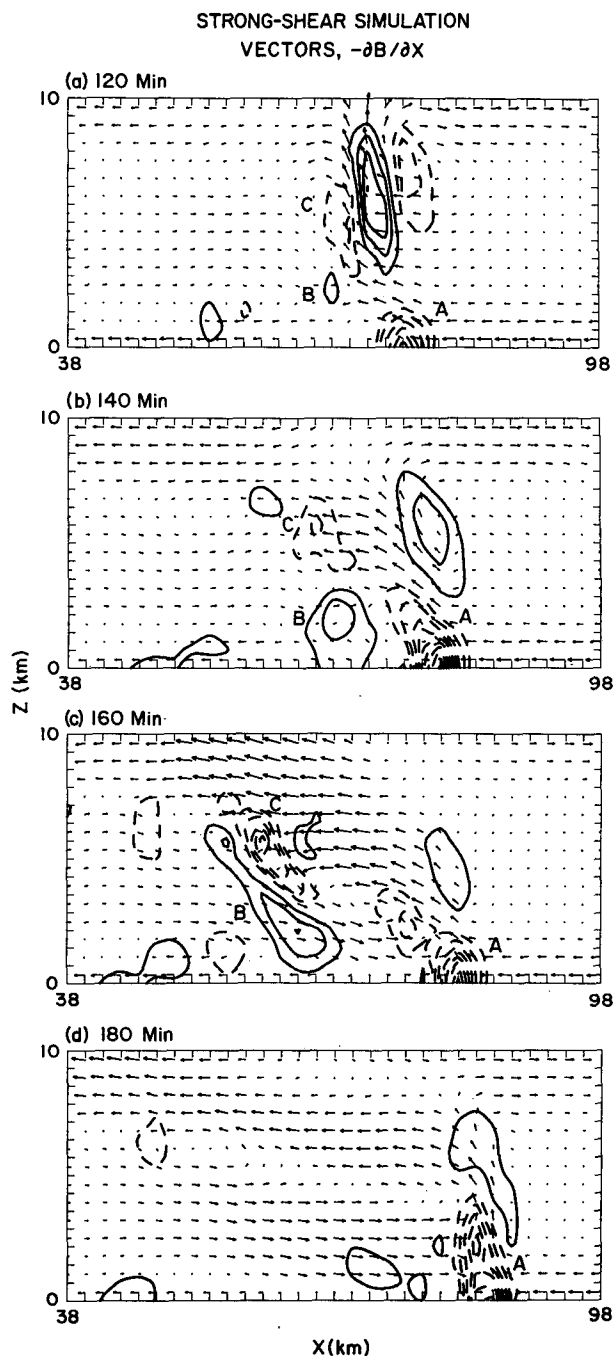 STRONG-SHEAR SIMULATION
VECTORS, -∂B/∂X
(a) 120 Min
10
C
B
A
0
38
98
(b) 140 Min
10
C
B
A
0
38
98
Z (km)
(c) 160 Min
10
C
B
A
0
38
98
(d) 180 Min
10
A
0
38
98
X(km)